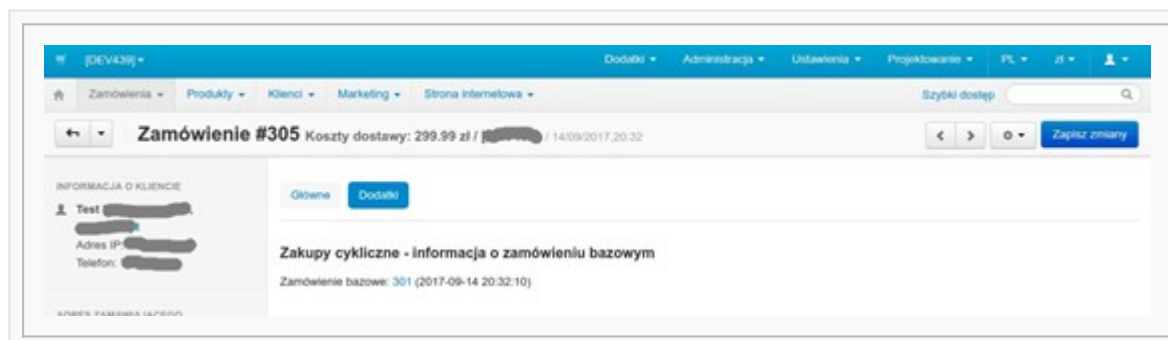 [DEV439] Dodatki Administracja Ustawienia Projektowanie PL zł
Zamówienia Produkty Klienci Marketing Strona internetowa Szybki dostęp
Zamówienie #305 Koszty dostawy: 299.99 zł / / 14/09/2017,20:32 Zapisz zmiany
INFORMACJA O KLIENCIE
Główne Dodatki
Test
Adres IP:
Telefon:
Zakupy cykliczne - informacja o zamówieniu bazowym
Zamówienie bazowe: 301 (2017-09-14 20:32:10)